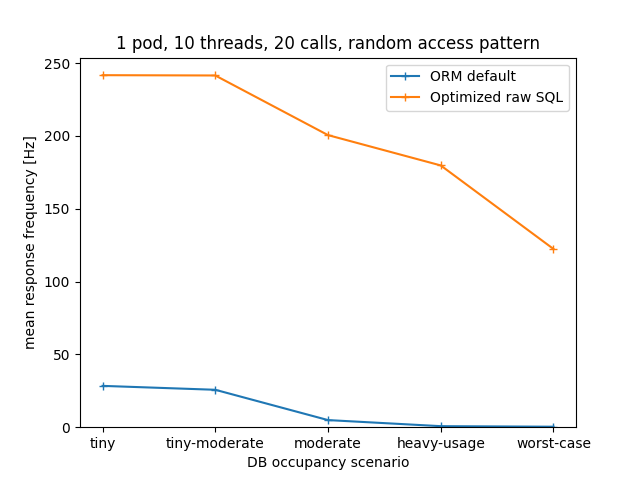 1 pod, 10 threads, 20 calls, random access pattern
ORM default
Optimized raw SQL
250
200
150
100
50
0
mean response frequency [Hz]
tiny tiny-moderate moderate heavy-usage worst-case
DB occupancy scenario